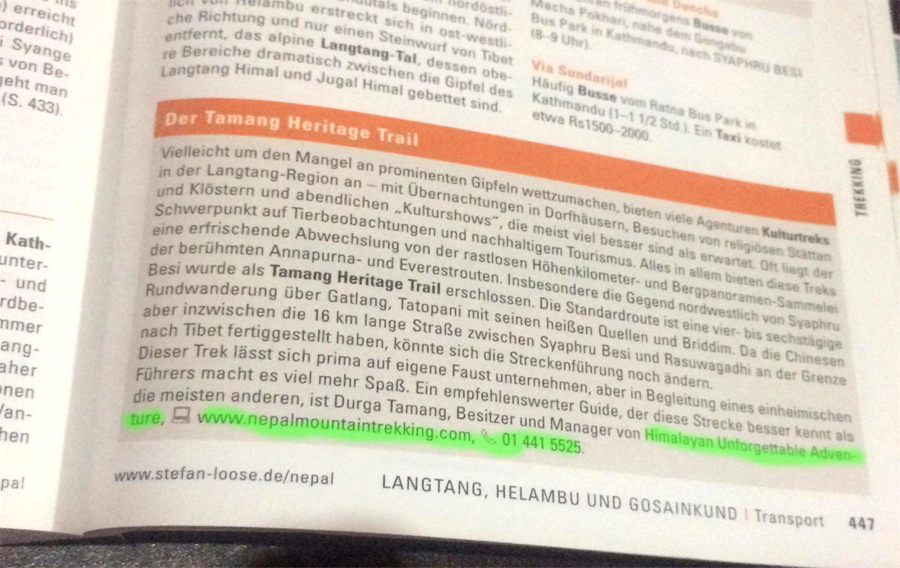 erreicht
orderlich)
Syange
von Be-
geht man
(S. 433).
Kath-
unter-
- und
rdbe-
mmer
ang-
aher
onen
/an-
hen
pal
beginnen. Nörd-
Helambu erstreckt sich in ost-westli-
che Richtung und nur einen Steinwurf von Tibet
entfernt, das alpine Langtang-Tal, dessen obe-
re Bereiche dramatisch zwischen die Gipfel des
Langtang Himal und Jugal Himal gebettet sind.
frühmorgens Busse von
Macha Pokhari, nahe dem Gongabu
Bus Park in Kathmandu, nach SYAPHRU BESI
(8–9 Uhr).
Via Sundarijal
Häufig Busse vom Ratna Bus Park in
Kathmandu (1–1 1/2 Std.). Ein Taxi kostet
etwa Rs1500–2000.
TREKKING
Der Tamang Heritage Trail
Vielleicht um den Mangel an prominenten Gipfeln wettzumachen, bieten viele Agenturen Kulturtreks
in der Langtang-Region an – mit Übernachtungen in Dorfhäusern, Besuchen von religiösen Stätten
und Klöstern und abendlichen „Kulturshows“, die meist viel besser sind als erwartet. Oft liegt der
Schwerpunkt auf Tierbeobachtungen und nachhaltigem Tourismus. Alles in allem bieten diese Treks
eine erfrischende Abwechslung von der rastlosen Höhenkilometer- und Bergpanoramen-Sammelei
der berühmten Annapurna- und Everestrouten. Insbesondere die Gegend nordwestlich von Syaphru
Besi wurde als Tamang Heritage Trail erschlossen. Die Standardroute ist eine vier- bis sechstägige
Rundwanderung über Gatlang, Tatopani mit seinen heißen Quellen und Briddim. Da die Chinesen
aber inzwischen die 16 km lange Straße zwischen Syaphru Besi und Rasuwagadhi an der Grenze
nach Tibet fertiggestellt haben, könnte sich die Streckenführung noch ändern.
Dieser Trek lässt sich prima auf eigene Faust unternehmen, aber in Begleitung eines einheimischen
Führers macht es viel mehr Spaß. Ein empfehlenswerter Guide, der diese Strecke besser kennt als
die meisten anderen, ist Durga Tamang, Besitzer und Manager von Himalayan Unforgettable Adven-
ture, www.nepalmountaintrekking.com, 01 441 5525.
www.stefan-loose.de/nepal
LANGTANG, HELAMBU UND GOSAINKUND | Transport 447